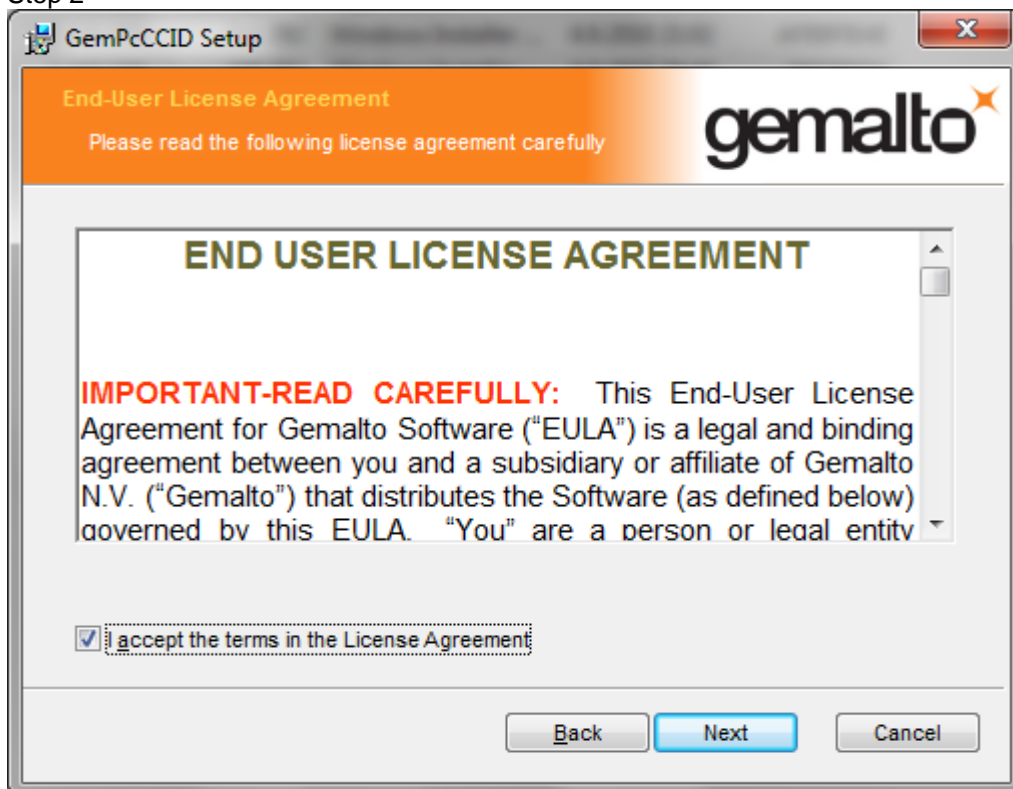 Step 2
GemPcCCID Setup
End-User License Agreement
Please read the following license agreement carefully
gemalto
END USER LICENSE AGREEMENT
IMPORTANT-READ CAREFULLY: This End-User License
Agreement for Gemalto Software (“EULA”) is a legal and binding
agreement between you and a subsidiary or affiliate of Gemalto
N.V. (“Gemalto”) that distributes the Software (as defined below)
governed by this EULA. “You” are a person or legal entity
I accept the terms in the License Agreement
Back Next Cancel